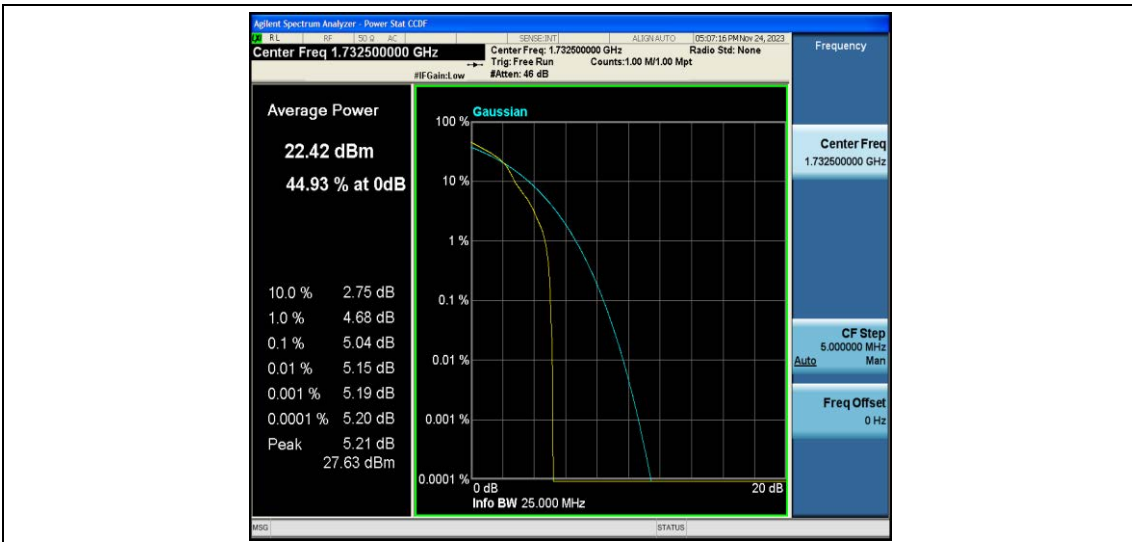 Agilent Spectrum Analyzer - Power Stat CCDF
LXI RL RF 50 Ω AC SENSE:INT ALIGN AUTO 05:07:16 PM Nov 24, 2023
Center Freq 1.732500000 GHz
Center Freq: 1.732500000 GHz Radio Std: None
Trig: Free Run Counts:1.00 M/1.00 Mpt
#IFGain:Low #Atten: 46 dB
Frequency
Average Power
22.42 dBm
44.93 % at 0dB
10.0 % 2.75 dB
1.0 % 4.68 dB
0.1 % 5.04 dB
0.01 % 5.15 dB
0.001 % 5.19 dB
0.0001 % 5.20 dB
Peak 5.21 dB
27.63 dBm
Gaussian
100 %
10 %
1 %
0.1 %
0.01 %
0.001 %
0.0001 %
0 dB 20 dB
Info BW 25.000 MHz
Center Freq
1.732500000 GHz
CF Step
5.000000 MHz
Auto Man
Freq Offset
0 Hz
MSG STATUS